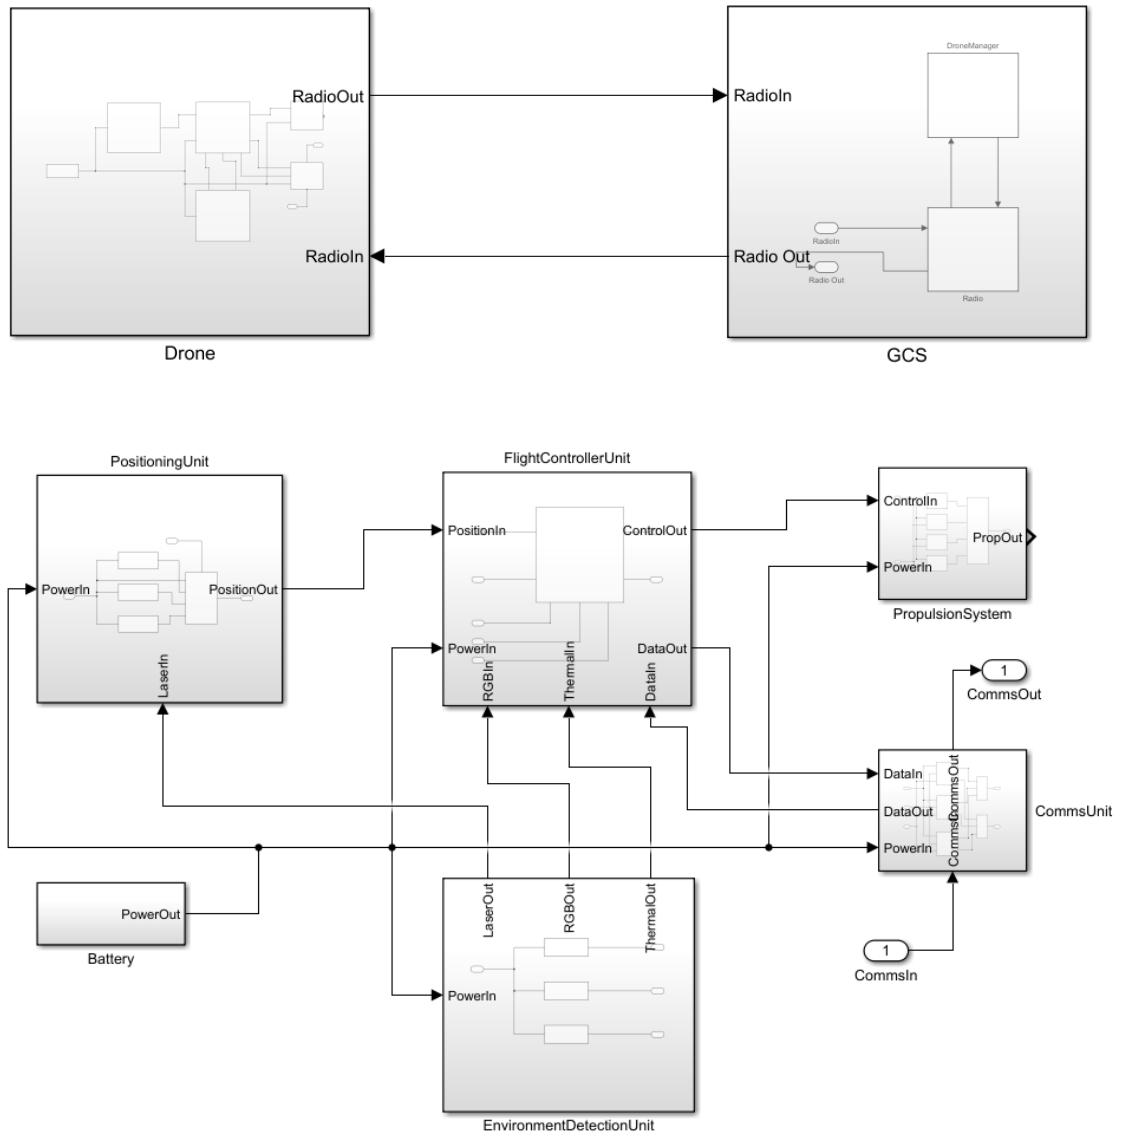 DroneManager
RadioOut
RadioIn
RadioIn
RadioIn
Radio Out
Radio Out
Radio
Drone
GCS
PositioningUnit
FlightControllerUnit
PositionIn
ControlOut
ControlIn
PropOut
PowerIn
PowerIn
PositionOut
PropulsionSystem
LaserIn
PowerIn
RGBIn
ThermalIn
DataIn
DataOut
1
CommsOut
DataIn
DataOut
PowerIn
CommsOut
CommsIn
CommsUnit
PowerOut
Battery
LaserOut
RGBOut
ThermalOut
PowerIn
1
CommsIn
EnvironmentDetectionUnit